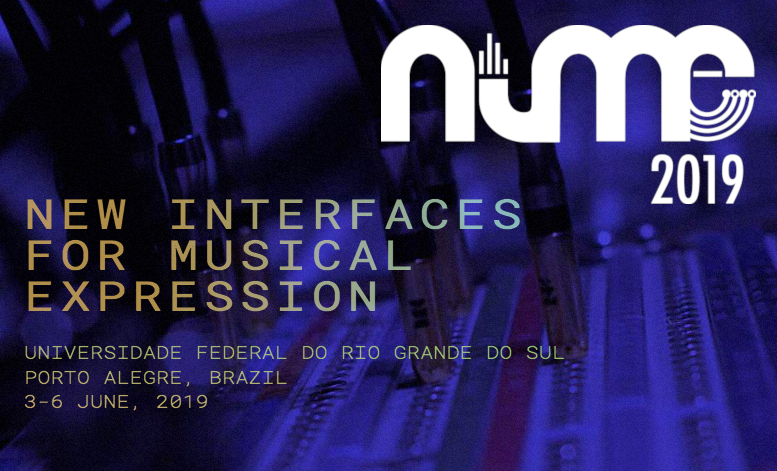 nime
2019
NEW INTERFACES
FOR MUSICAL
EXPRESSION
UNIVERSIDADE FEDERAL DO RIO GRANDE DO SUL
PORTO ALEGRE, BRAZIL
3-6 JUNE, 2019